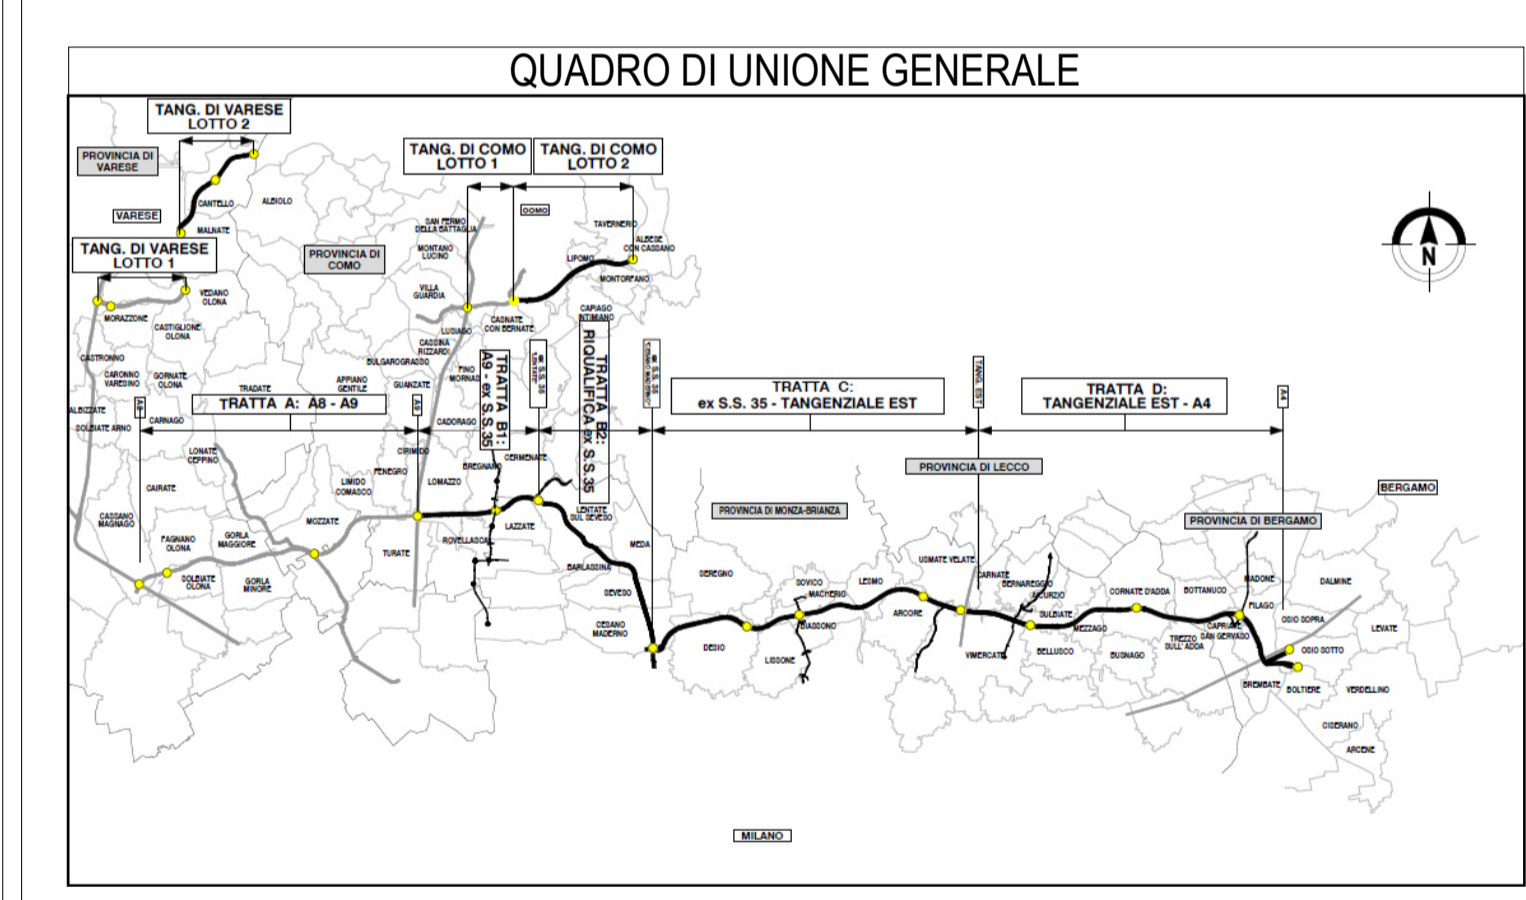 QUADRO DI UNIONE GENERALE
TANG. DI VARESE
LOTTO 2
PROVINCIA DI
VARESE
VARESE
CANTELLO
ALBIOLO
MALNATE
TANG. DI VARESE
LOTTO 1
PROVINCIA DI
COMO
TANG. DI COMO
LOTTO 1
TANG. DI COMO
LOTTO 2
COMO
SAN FERMO
DELLA BATTAGLIA
MONTANO
LUCINO
VILLA
GUARDIA
TAVERNERIO
ALBESE
CON CASSANO
LIPOMO
MONTORFANO
CAPIAGO
INTIMIANO
N
VEDANO
OLONA
MORAZZONE
CASTIGLIONE
OLONA
LUISAGO
CASNATE
CON BERNATE
CASSINA
RIZZARDI
BULGAROGRASSO
FINO
MORNAS
CASTRONNO
CARONNO
VARESINO
GORNATE
OLONA
TRADATE
APPIANO
GENTILE
GUANZATE
ALBIZZATE
SOLBIATE ARNO
CARNAGO
CADORAGO
A8
TRATTA A: A8 - A9
A9
TRATTA B1:
A9 - ex S.S.35
ex S.S. 35
LENTATE
TRATTA B2:
RIQUALIFICA ex S.S.35
ex S.S. 35
TRATTA C:
ex S.S. 35 - TANGENZIALE EST
TANG. EST
TRATTA D:
TANGENZIALE EST - A4
A4
LONATE
CEPPINO
CIRIMIDO
FENEGRO
LIMIDO
COMASCO
LOMAZZO
BREGNANO
CERMENATE
CAIRATE
CASSANO
MAGNAGO
FAGNANO
OLONA
GORLA
MAGGIORE
MOZZATE
TURATE
ROVELLASCA
LAZZATE
LENTATE
SUL SEVESO
SOLBIATE
OLONA
GORLA
MINORE
BARLASSINA
MEDA
SEVESO
CESANO
MADERNO
PROVINCIA DI LECCO
PROVINCIA DI MONZA-BRIANZA
BERGAMO
PROVINCIA DI BERGAMO
SEREGNO
DESIO
SOVICO
MACHERIO
BIASSONO
LISSONE
LESMO
ARCORE
USMATE VELATE
CARNATE
BERNAREGGIO
AICURZIO
SULBIATE
MEZZAGO
VIMERCATE
BELLUSCO
BUSNAGO
CORNATE D'ADDA
BOTTANUCO
TREZZO
SULL' ADDA
CAPRIATE
SAN GERVASO
MADONE
FILAGO
DALMINE
OSIO SOPRA
OSIO SOTTO
LEVATE
BREMBATE
BOLTIERE
VERDELLINO
CISERANO
ARCENE
MILANO